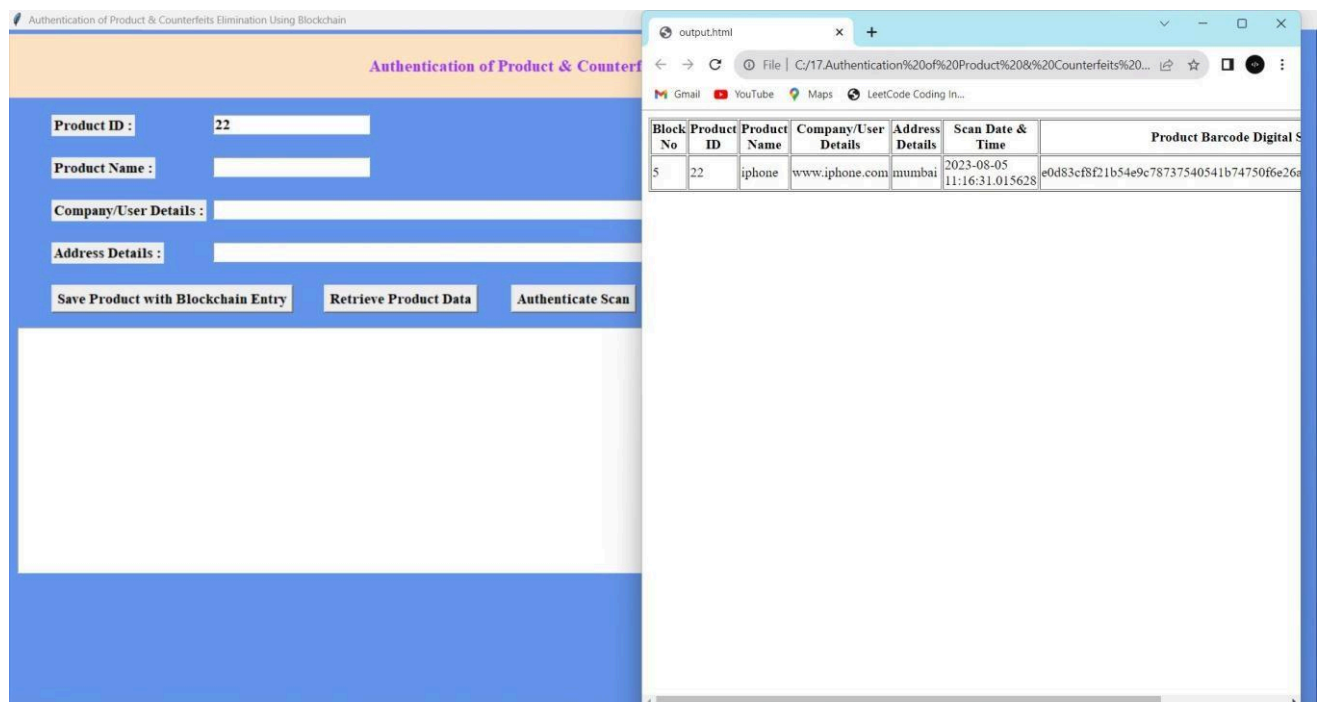 Authentication of Product & Counterfeits Elimination Using Blockchain
Authentication of Product & Counterf
Product ID :
22
Product Name :
Company/User Details :
Address Details :
Save Product with Blockchain Entry
Retrieve Product Data
Authenticate Scan
output.html
File | C:/17.Authentication%20of%20Product%20&%20Counterfeits%20...
Gmail YouTube Maps LeetCode Coding In...
Block Product Product Company/User Address Scan Date & Product Barcode Digital S
No ID Name Details Details Time
5 22 iphone www.iphone.com mumbai 2023-08-05 e0d83cf8f21b54e9c78737540541b74750f6e26a
11:16:31.015628